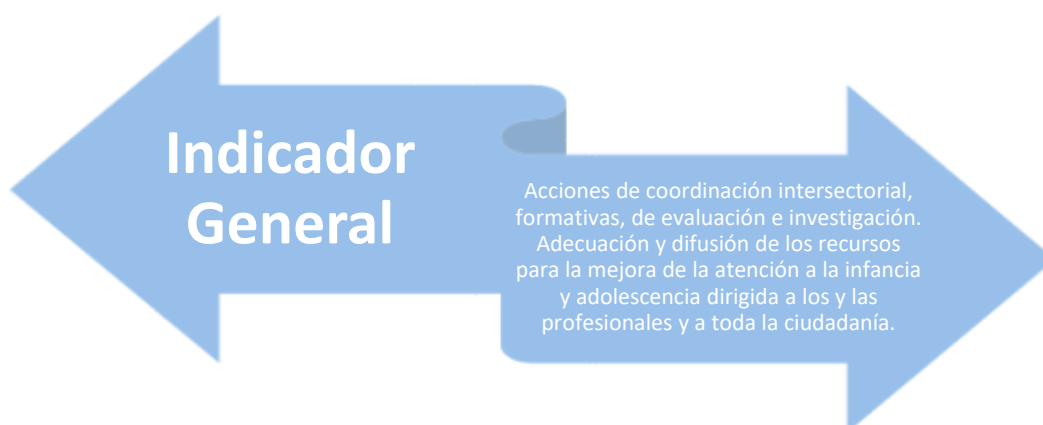 Indicador
General
Acciones de coordinación intersectorial,
formativas, de evaluación e investigación.
Adecuación y difusión de los recursos
para la mejora de la atención a la infancia
y adolescencia dirigida a los y las
profesionales y a toda la ciudadanía.